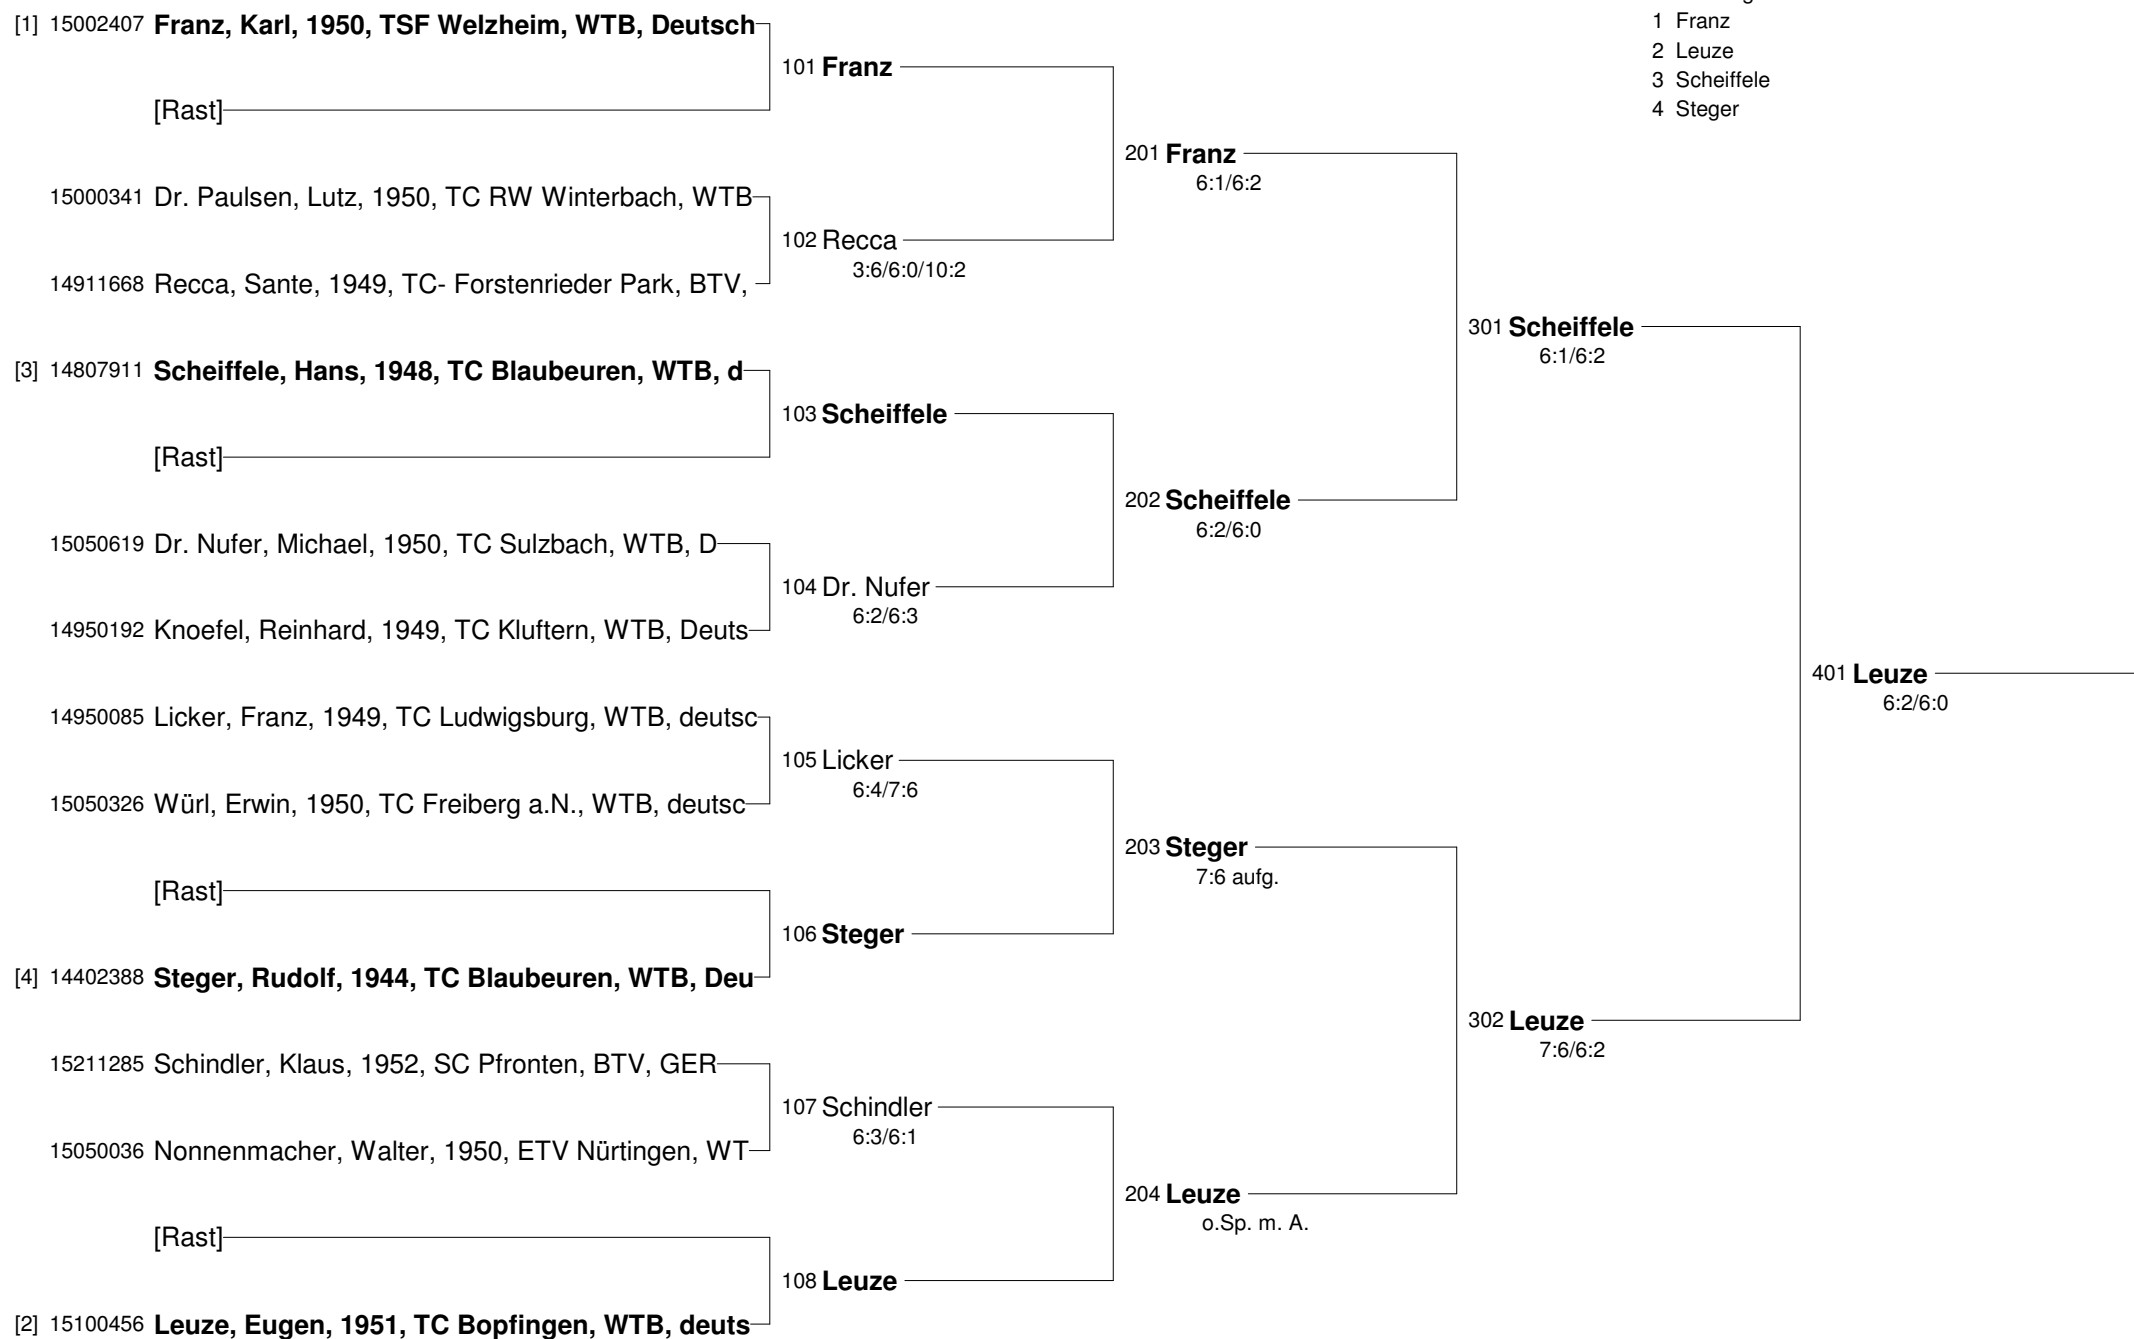 1 Franz
2 Leuze
3 Scheiffele
4 Steger
[1] 15002407 Franz, Karl, 1950, TSF Welzheim, WTB, Deutsch
101 Franz
[Rast]
201 Franz
6:1/6:2
15000341 Dr. Paulsen, Lutz, 1950, TC RW Winterbach, WTB
102 Recca
3:6/6:0/10:2
14911668 Recca, Sante, 1949, TC- Forstenrieder Park, BTV,
301 Scheiffele
6:1/6:2
[3] 14807911 Scheiffele, Hans, 1948, TC Blaubeuren, WTB, d
103 Scheiffele
[Rast]
202 Scheiffele
6:2/6:0
15050619 Dr. Nufer, Michael, 1950, TC Sulzbach, WTB, D
104 Dr. Nufer
6:2/6:3
14950192 Knoefel, Reinhard, 1949, TC Kluftern, WTB, Deuts
401 Leuze
6:2/6:0
14950085 Licker, Franz, 1949, TC Ludwigsburg, WTB, deutsc
105 Licker
6:4/7:6
15050326 Würl, Erwin, 1950, TC Freiberg a.N., WTB, deutsc
203 Steger
7:6 aufg.
[Rast]
106 Steger
[4] 14402388 Steger, Rudolf, 1944, TC Blaubeuren, WTB, Deu
302 Leuze
7:6/6:2
15211285 Schindler, Klaus, 1952, SC Pfronten, BTV, GER
107 Schindler
6:3/6:1
15050036 Nonnenmacher, Walter, 1950, ETV Nürtingen, WT
204 Leuze
o.Sp. m. A.
[Rast]
108 Leuze
[2] 15100456 Leuze, Eugen, 1951, TC Bopfingen, WTB, deuts